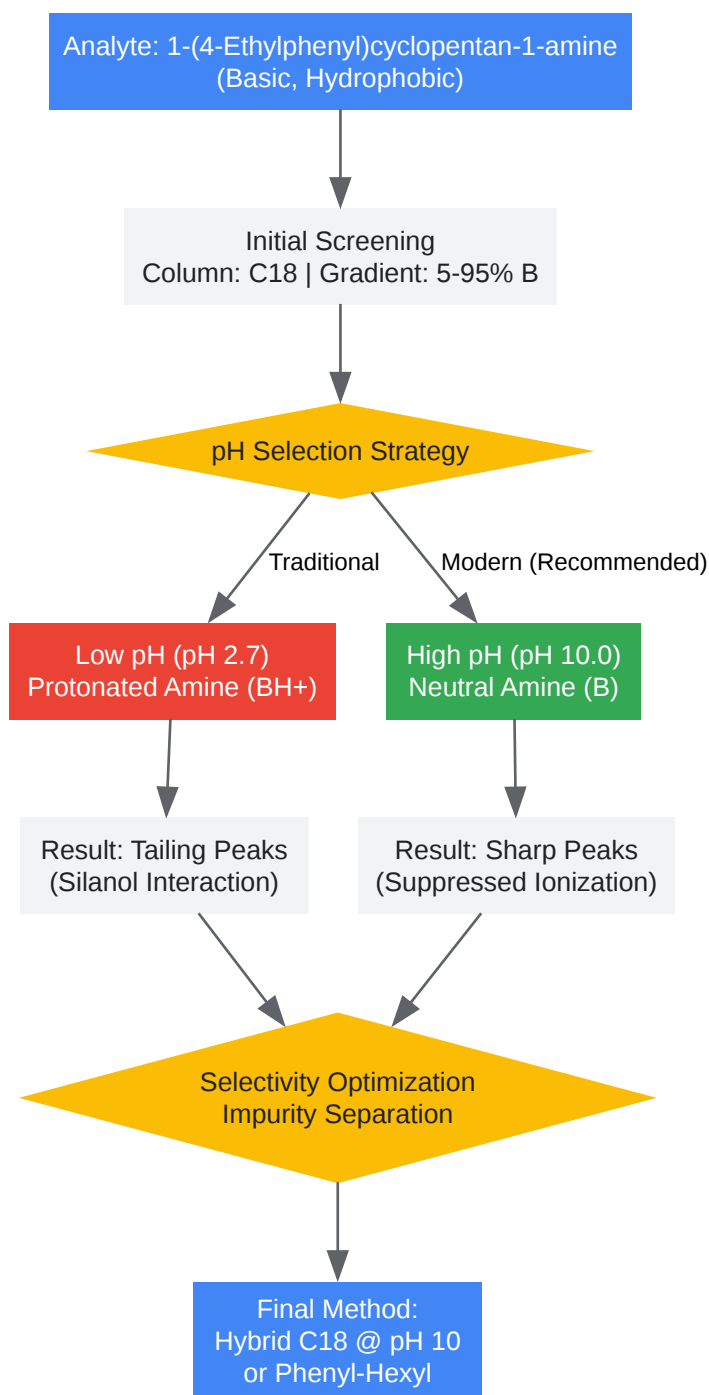 Analyte: 1-(4-Ethylphenyl)cyclopentan-1-amine
(Basic, Hydrophobic)
Initial Screening
Column: C18 | Gradient: 5-95% B
pH Selection Strategy
Traditional
Modern (Recommended)
Low pH (pH 2.7)
Protonated Amine (BH+)
High pH (pH 10.0)
Neutral Amine (B)
Result: Tailing Peaks
(Silanol Interaction)
Result: Sharp Peaks
(Suppressed Ionization)
Selectivity Optimization
Impurity Separation
Final Method:
Hybrid C18 @ pH 10
or Phenyl-Hexyl